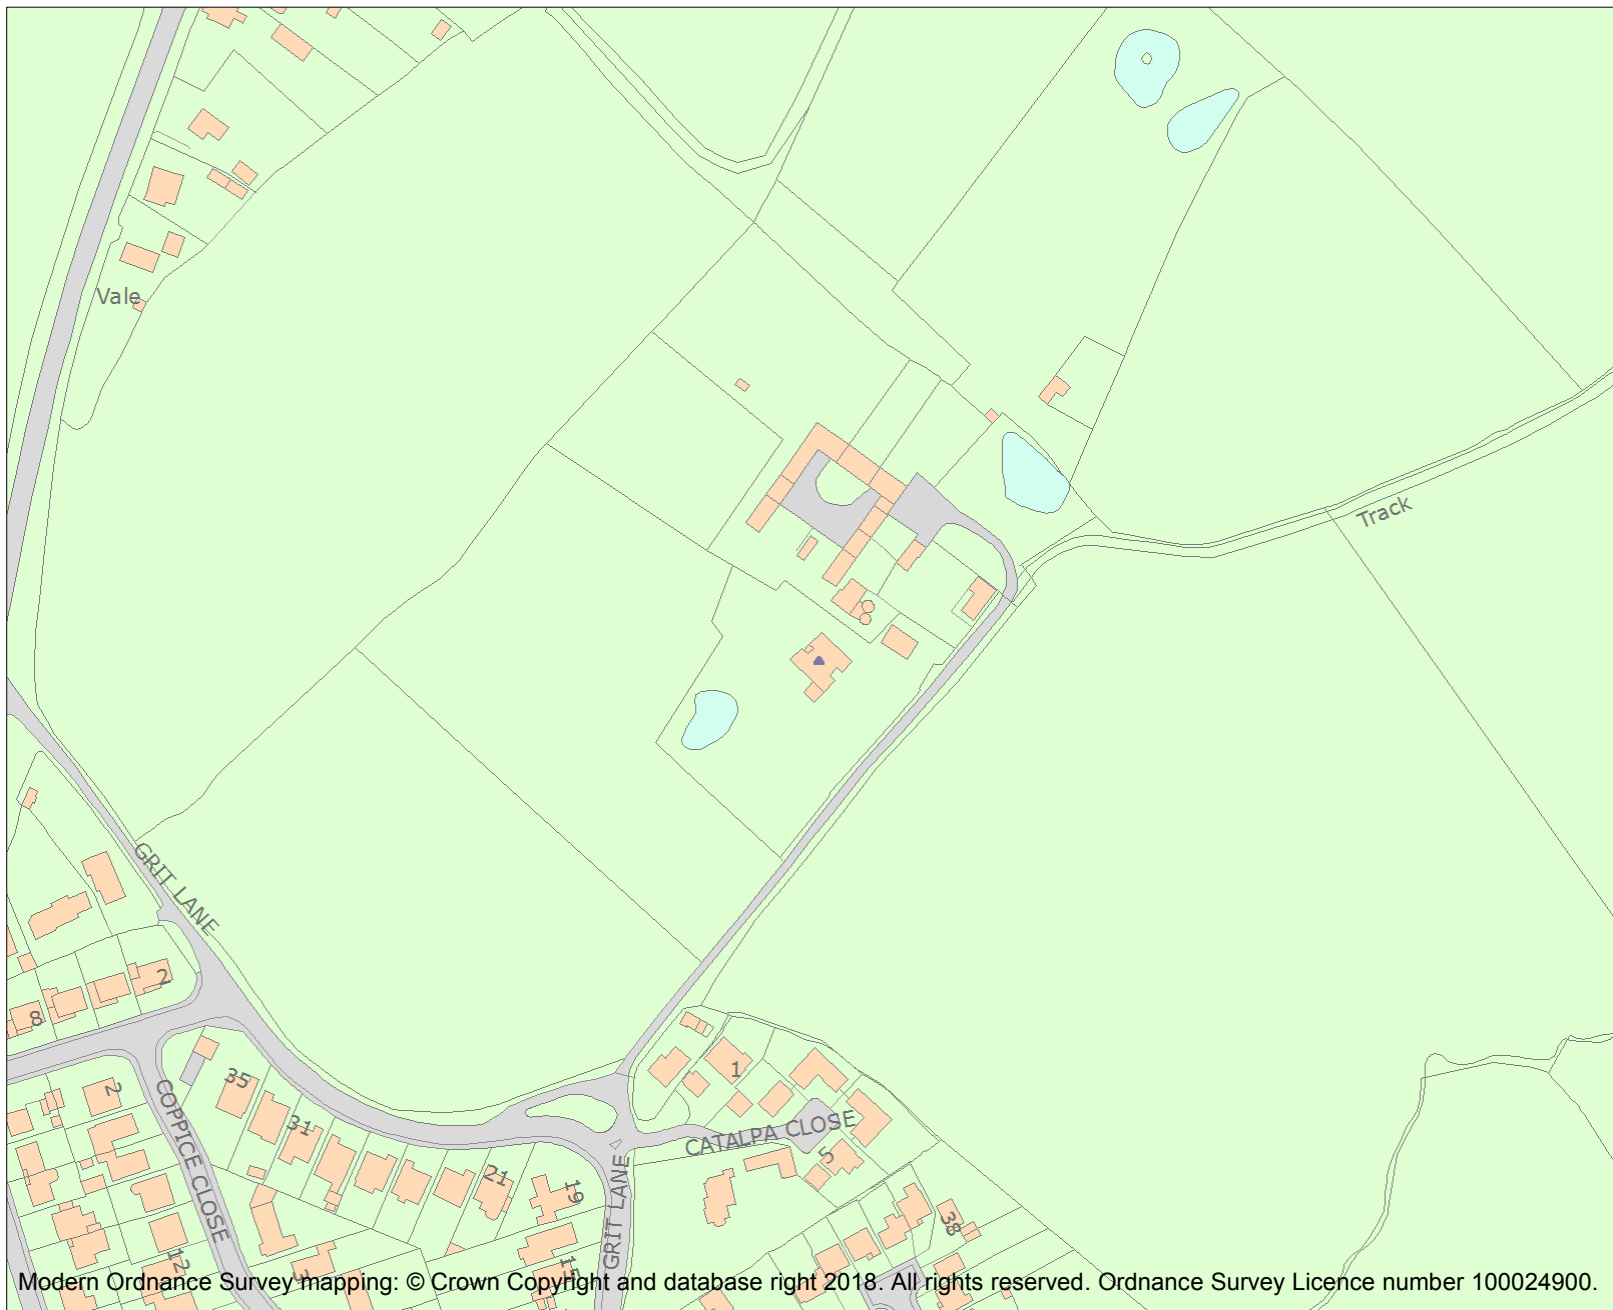 Vale
Track
GRIT LANE
2
8
1
35
2
COPPICE CLOSE
31
CATALPA CLOSE
5
21
19
GRIT LANE
38
12
3
15
Modern Ordnance Survey mapping: © Crown Copyright and database right 2018. All rights reserved. Ordnance Survey Licence number 100024900.